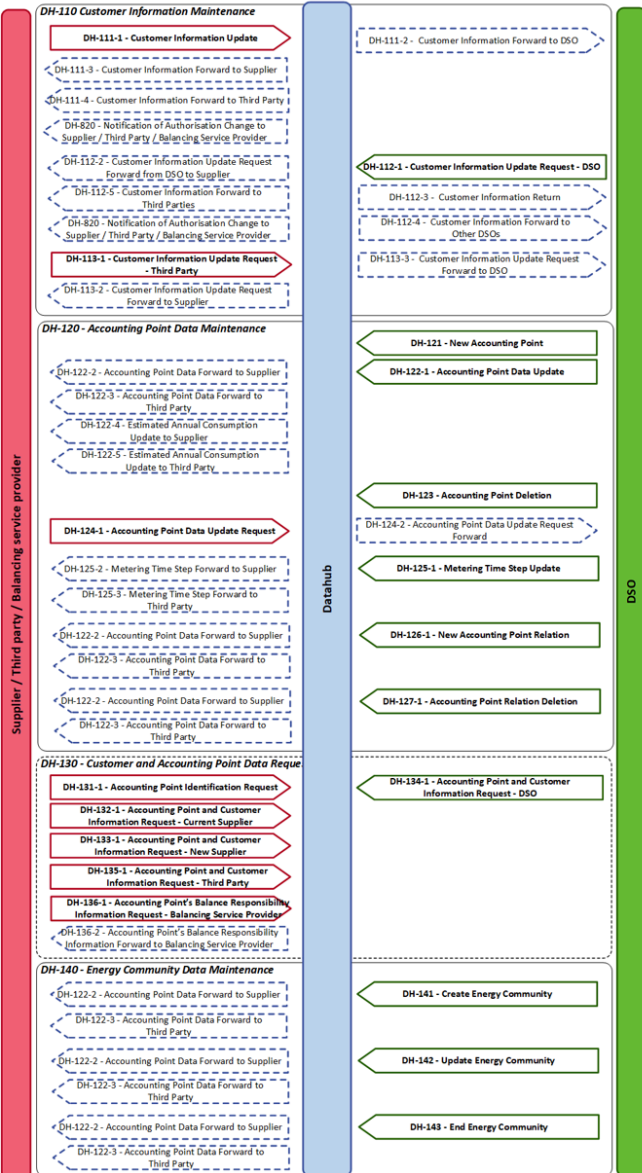 DH-110 Customer Information Maintenance
DH-111-1 - Customer Information Update
DH-111-2 - Customer Information Forward to DSO
DH-111-3 - Customer Information Forward to Supplier
DH-111-4 - Customer Information Forward to Third Party
DH-820 - Notification of Authorisation Change to
Supplier / Third Party / Balancing Service Provider
DH-112-2 - Customer Information Update Request
Forward from DSO to Supplier
DH-112-1 - Customer Information Update Request - DSO
DH-112-5 - Customer Information Forward to
Third Parties
DH-112-3 - Customer Information Return
DH-820 - Notification of Authorisation Change to
Supplier / Third Party / Balancing Service Provider
DH-112-4 - Customer Information Forward to
Other DSOs
DH-113-1 - Customer Information Update Request
- Third Party
DH-113-3 - Customer Information Update Request
Forward to DSO
DH-113-2 - Customer Information Update Request
Forward to Supplier
DH-120 - Accounting Point Data Maintenance
DH-121 - New Accounting Point
DH-122-2 - Accounting Point Data Forward to Supplier
DH-122-1 - Accounting Point Data Update
DH-122-3 - Accounting Point Data Forward to
Third Party
DH-122-4 - Estimated Annual Consumption
Update to Supplier
DH-122-5 - Estimated Annual Consumption
Update to Third Party
DH-123 - Accounting Point Deletion
DH-124-1 - Accounting Point Data Update Request
DH-124-2 - Accounting Point Data Update Request
Forward
DH-125-2 - Metering Time Step Forward to Supplier
DH-125-1 - Metering Time Step Update
DH-125-3 - Metering Time Step Forward to
Third Party
DH-122-2 - Accounting Point Data Forward to Supplier
DH-126-1 - New Accounting Point Relation
DH-122-3 - Accounting Point Data Forward to
Third Party
DH-122-2 - Accounting Point Data Forward to Supplier
DH-127-1 - Accounting Point Relation Deletion
DH-122-3 - Accounting Point Data Forward to
Third Party
DH-130 - Customer and Accounting Point Data Reque
DH-131-1 - Accounting Point Identification Request
DH-134-1 - Accounting Point and Customer
Information Request - DSO
DH-132-1 - Accounting Point and Customer
Information Request - Current Supplier
DH-133-1 - Accounting Point and Customer
Information Request - New Supplier
DH-135-1 - Accounting Point and Customer
Information Request - Third Party
DH-136-1 - Accounting Point's Balance Responsibility
Information Request - Balancing Service Provider
DH-136-2 - Accounting Point's Balance Responsibility
Information Forward to Balancing Service Provider
DH-140 - Energy Community Data Maintenance
DH-122-2 - Accounting Point Data Forward to Supplier
DH-141 - Create Energy Community
DH-122-3 - Accounting Point Data Forward to
Third Party
DH-122-2 - Accounting Point Data Forward to Supplier
DH-142 - Update Energy Community
DH-122-3 - Accounting Point Data Forward to
Third Party
DH-122-2 - Accounting Point Data Forward to Supplier
DH-143 - End Energy Community
DH-122-3 - Accounting Point Data Forward to
Third Party
Supplier / Third party / Balancing service provider
Datahub
DSO